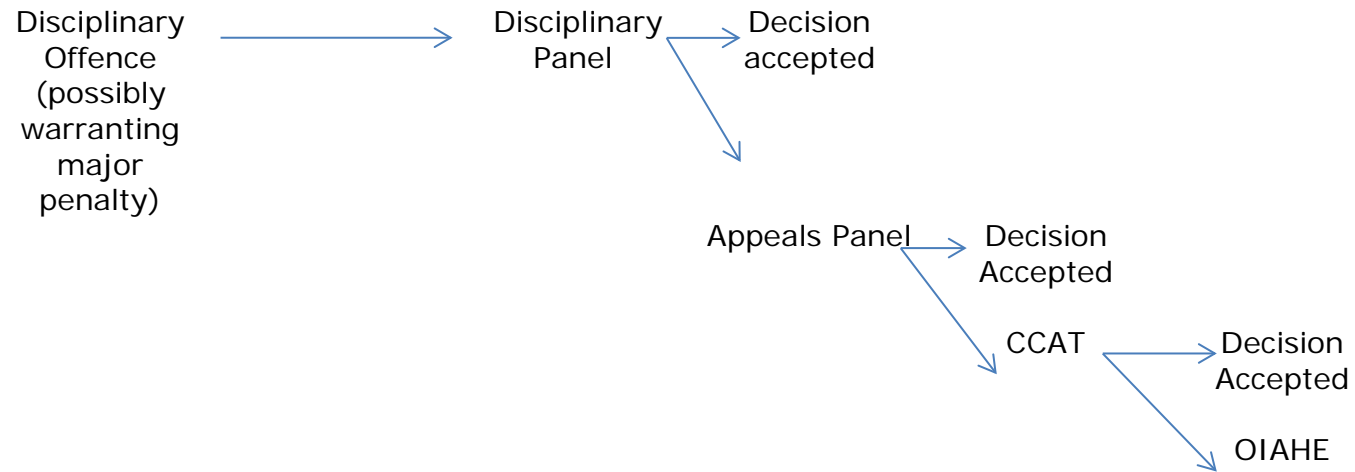 Disciplinary
Offence
(possibly
warranting
major
penalty)
Disciplinary
Panel
Decision
accepted
Appeals Panel
Decision
Accepted
CCAT
Decision
Accepted
OIAHE